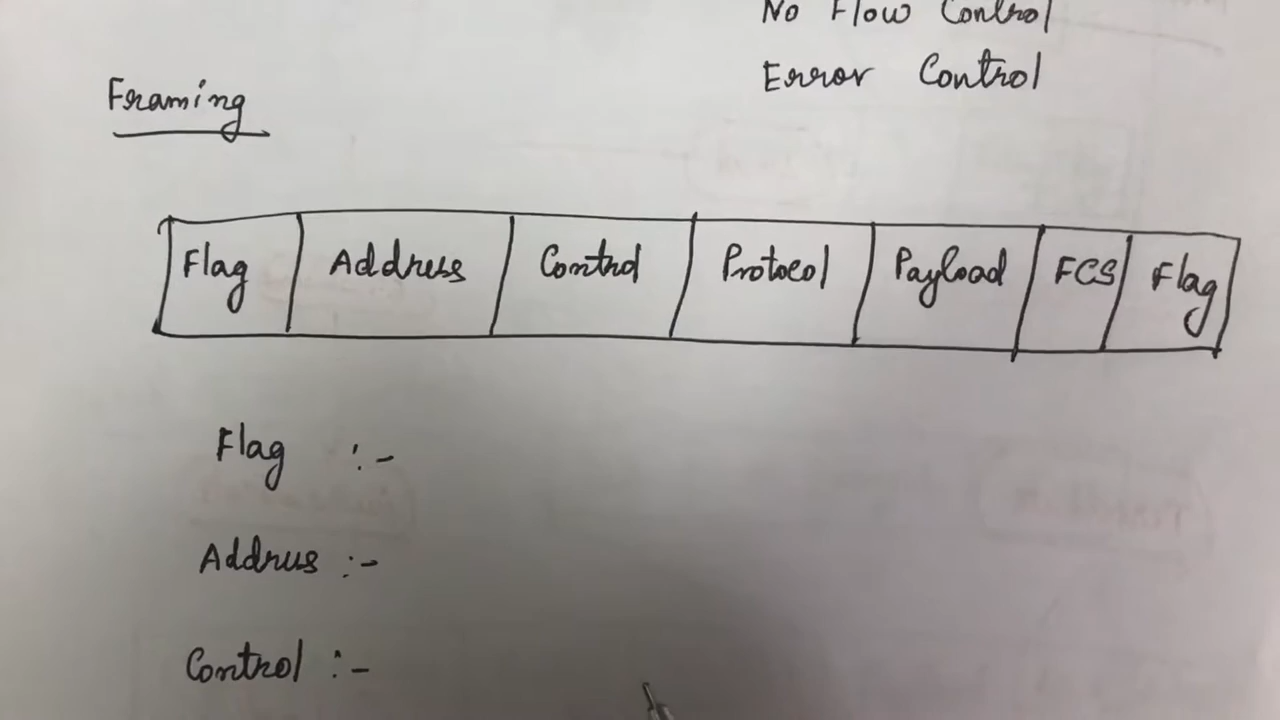 No Flow Control
Error Control
Framing
Flag Address Control Protocol Payload FCS Flag
Flag :-
Address :-
Control :-